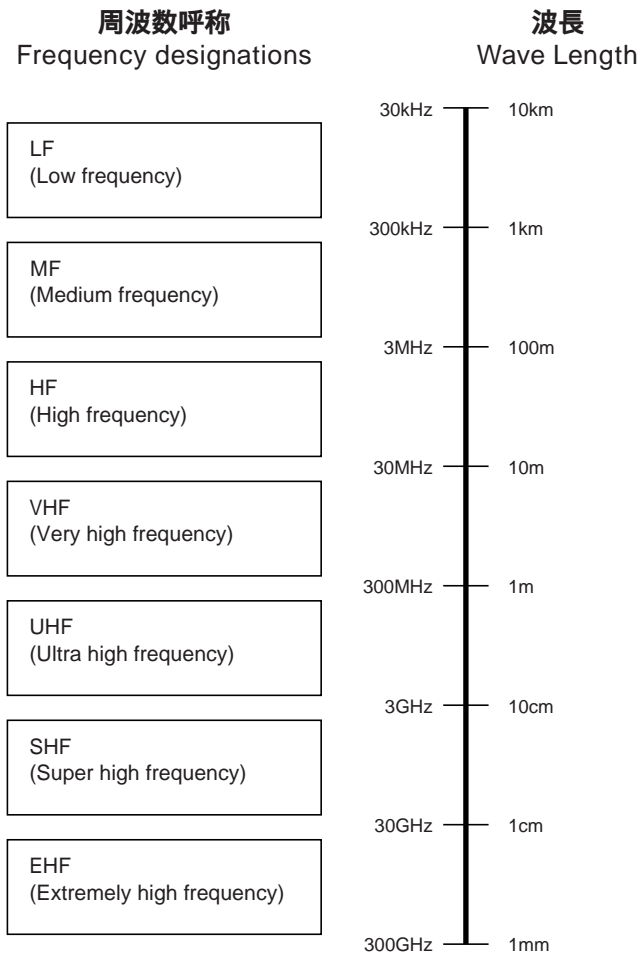 周波数呼称
Frequency designations
波長
Wave Length
30kHz 10km
LF
(Low frequency)
300kHz 1km
MF
(Medium frequency)
3MHz 100m
HF
(High frequency)
30MHz 10m
VHF
(Very high frequency)
300MHz 1m
UHF
(Ultra high frequency)
3GHz 10cm
SHF
(Super high frequency)
30GHz 1cm
EHF
(Extremely high frequency)
300GHz 1mm